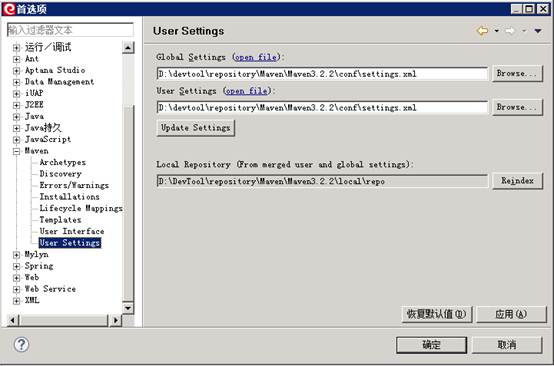 首选项
输入过滤器文本
运行／调试
Ant
Aptana Studio
Data Management
iUAP
J2EE
Java
Java持久
JavaScript
Maven
Archetypes
Discovery
Errors/Warnings
Installations
Lifecycle Mappings
Templates
User Interface
User Settings
Mylyn
Spring
Web
Web Service
XML
User Settings
Global Settings (open file):
D:\devtool\repository\Maven\Maven3.2.2\conf\settings.xml
Browse...
User Settings (open file):
D:\devtool\repository\Maven\Maven3.2.2\conf\settings.xml
Browse...
Update Settings
Local Repository (From merged user and global settings):
D:\DevTool\repository\Maven\Maven3.2.2\local\repo
Reindex
恢复默认值(D)
应用(A)
确定
取消